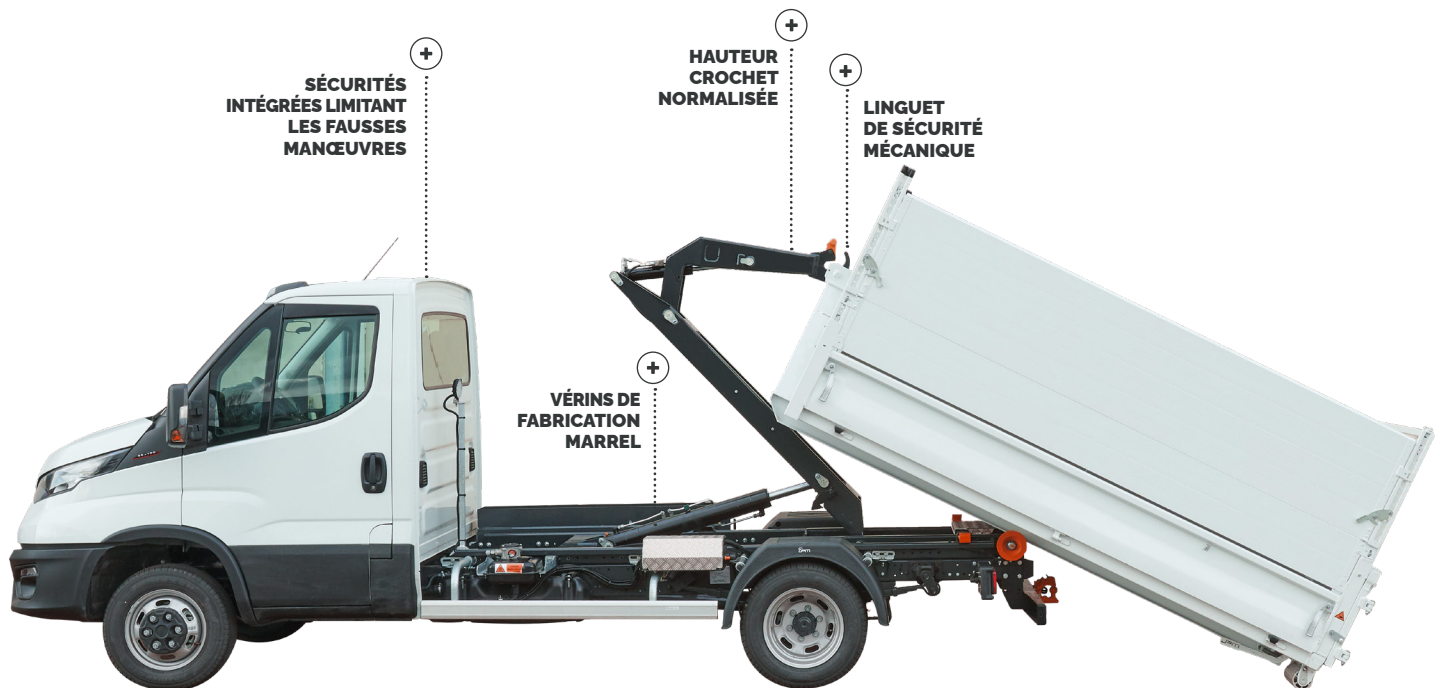 SÉCURITÉS
INTÉGRÉES LIMITANT
LES FAUSSES
MANŒUVRES
HAUTEUR
CROCHET
NORMALISÉE
LINGUET
DE SÉCURITÉ
MÉCANIQUE
VÉRINS DE
FABRICATION
MARREL